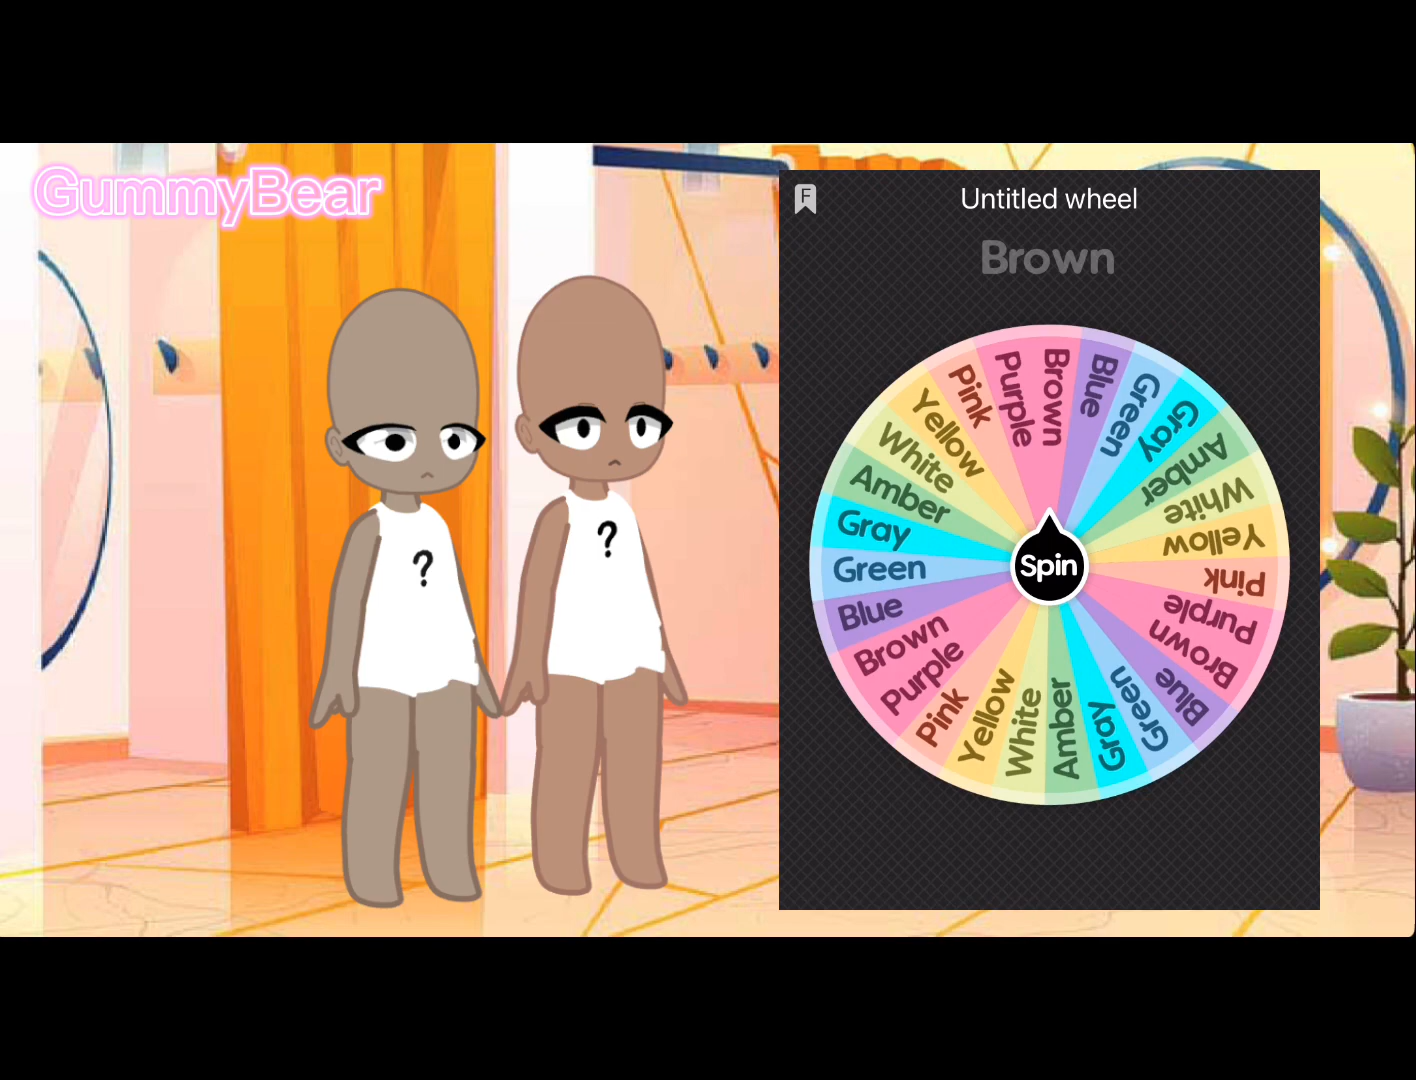 GummyBear
F
Untitled wheel
Brown
?
?
Brown
Blue
Green
Gray
Amber
White
Yellow
Pink
Purple
Brown
Blue
Green
Gray
Amber
White
Yellow
Pink
Purple
Brown
Blue
Green
Gray
Amber
White
Yellow
Pink
Purple
Spin